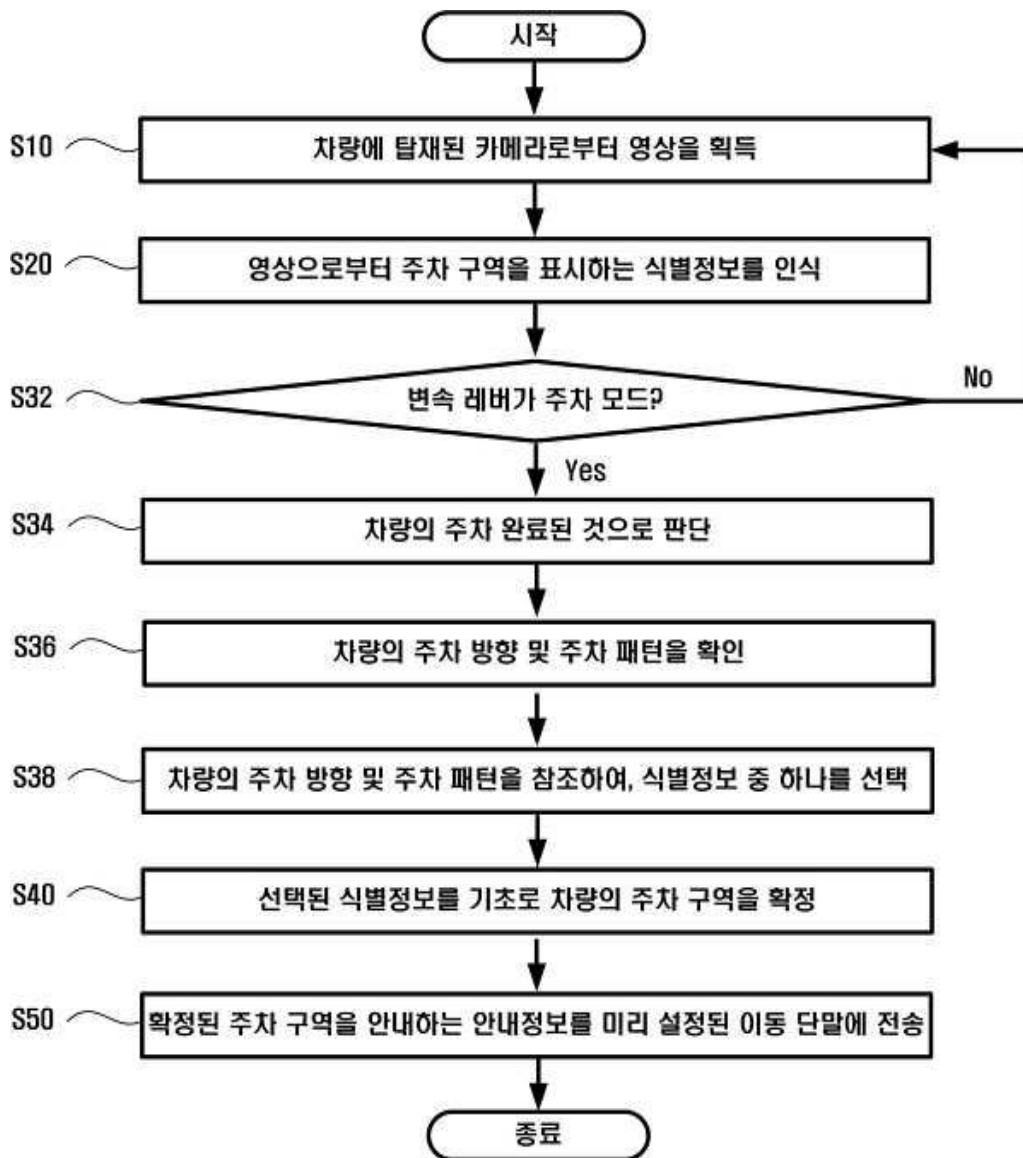 시작
S10
차량에 탑재된 카메라로부터 영상을 획득
S20
영상으로부터 주차 구역을 표시하는 식별정보를 인식
S32
변속 레버가 주차 모드?
No
Yes
S34
차량의 주차 완료된 것으로 판단
S36
차량의 주차 방향 및 주차 패턴을 확인
S38
차량의 주차 방향 및 주차 패턴을 참조하여, 식별정보 중 하나를 선택
S40
선택된 식별정보를 기초로 차량의 주차 구역을 확정
S50
확정된 주차 구역을 안내하는 안내정보를 미리 설정된 이동 단말에 전송
종료